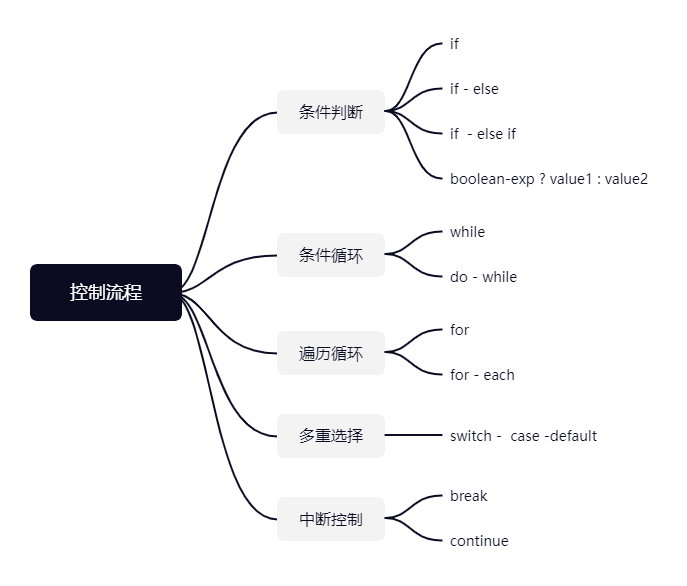 控制流程
条件判断
if
if - else
if  - else if
boolean-exp ? value1 : value2
条件循环
while
do - while
遍历循环
for
for - each
多重选择
switch -  case -default
中断控制
break
continue